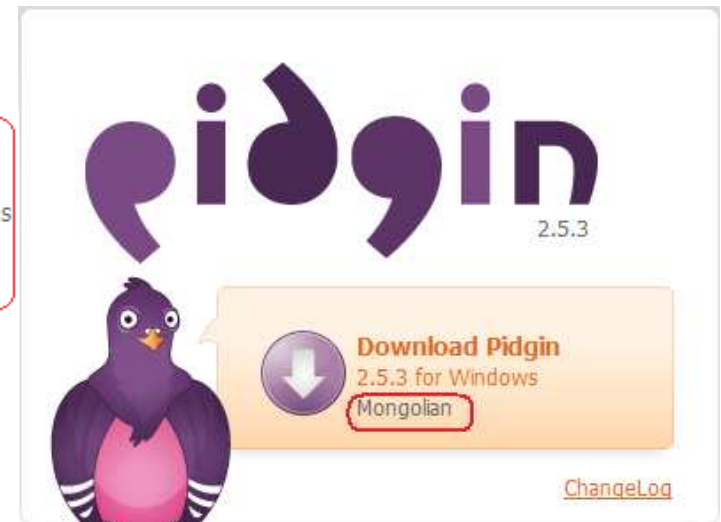 pidgin
2.5.3
s
Download Pidgin
2.5.3 for Windows
Mongolian
ChangeLog